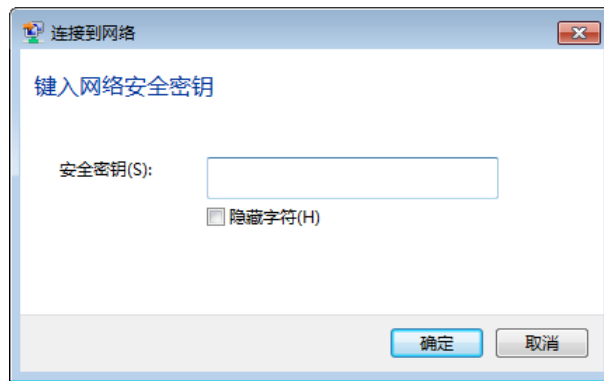 连接到网络
键入网络安全密钥
安全密钥(S):
隐藏字符(H)
确定
取消